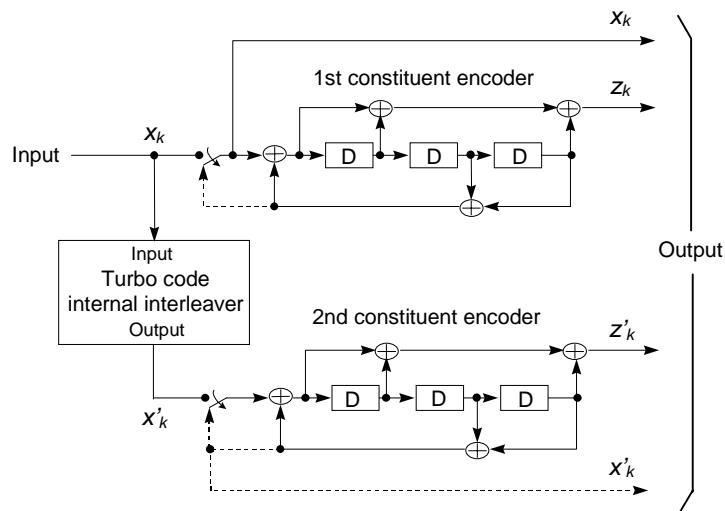 xk
1st constituent encoder
zk
xk
Input
D
D
D
Output
Input
Turbo code
internal interleaver
Output
2nd constituent encoder
z'k
D
D
D
x'k
x'k